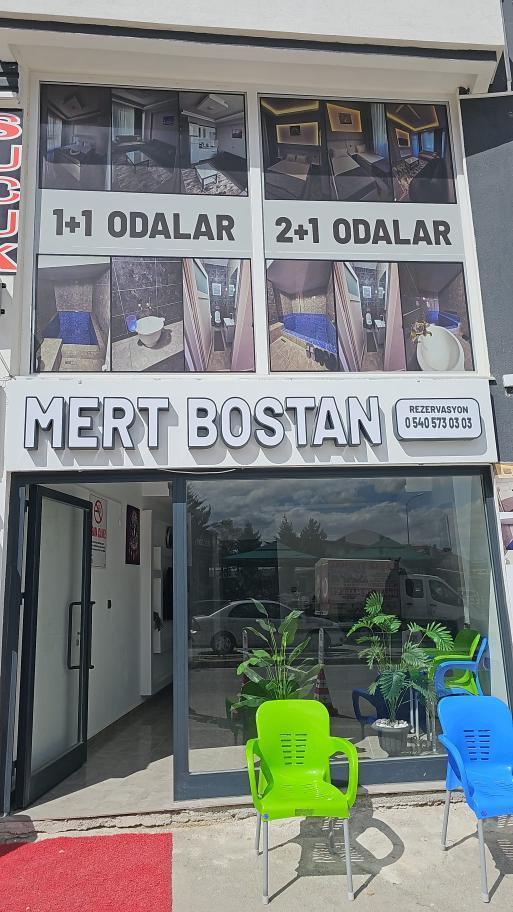 SUCUK
1+1 ODALAR
2+1 ODALAR
MERT BOSTAN
REZERVASYON
0 540 573 03 03